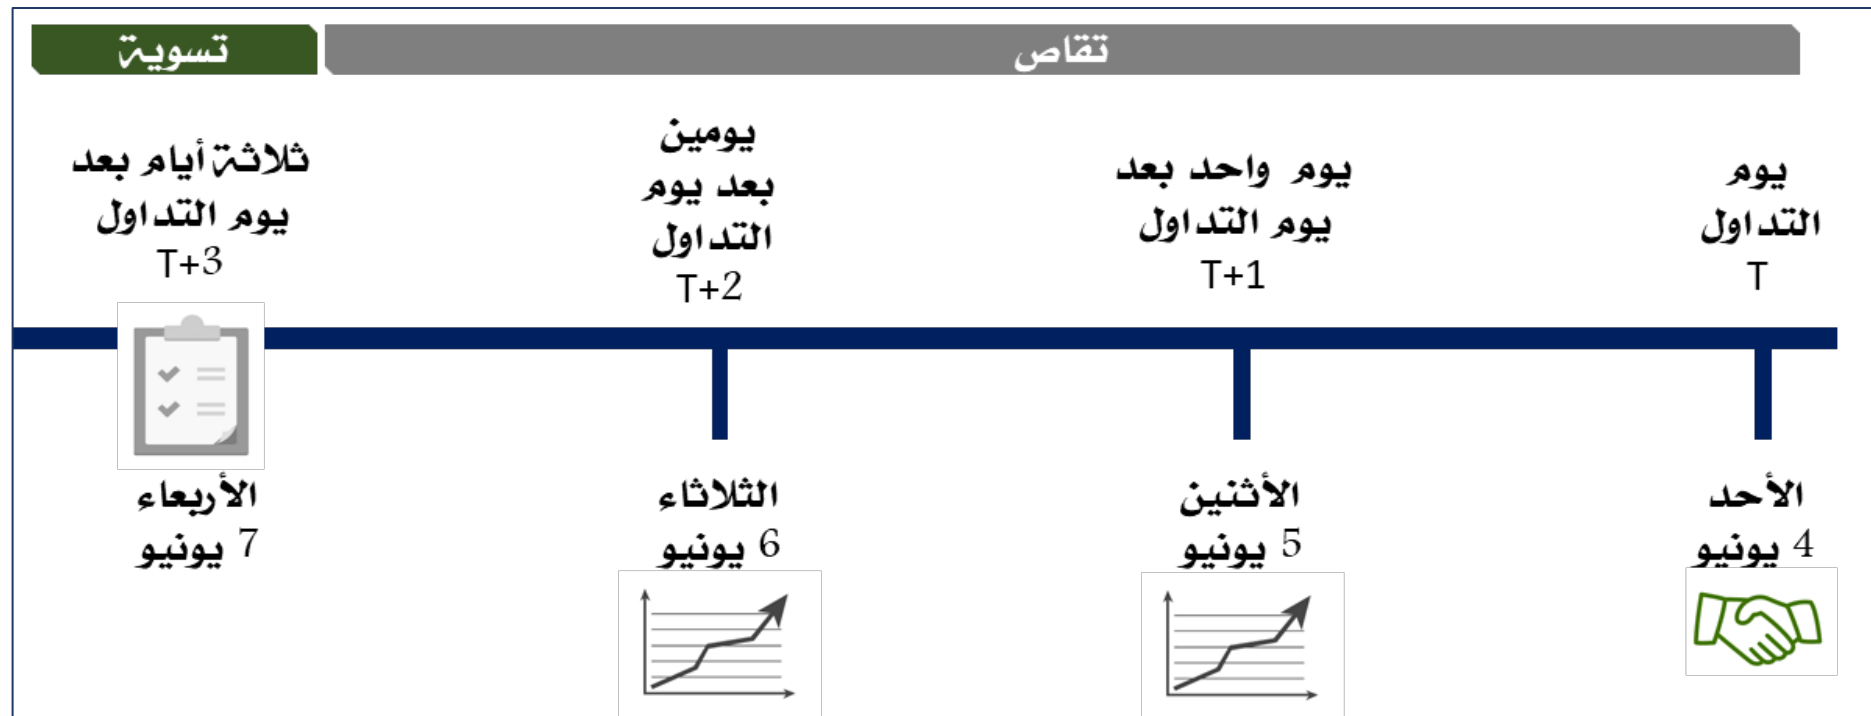 تقاص
تسوية
يوم
التداول
T
يوم واحد بعد
يوم التداول
T+1
يومين
بعد يوم
التداول
T+2
ثلاثة أيام بعد
يوم التداول
T+3
الأحد
4 يونيو
الأثنين
5 يونيو
الثلاثاء
6 يونيو
الأربعاء
7 يونيو